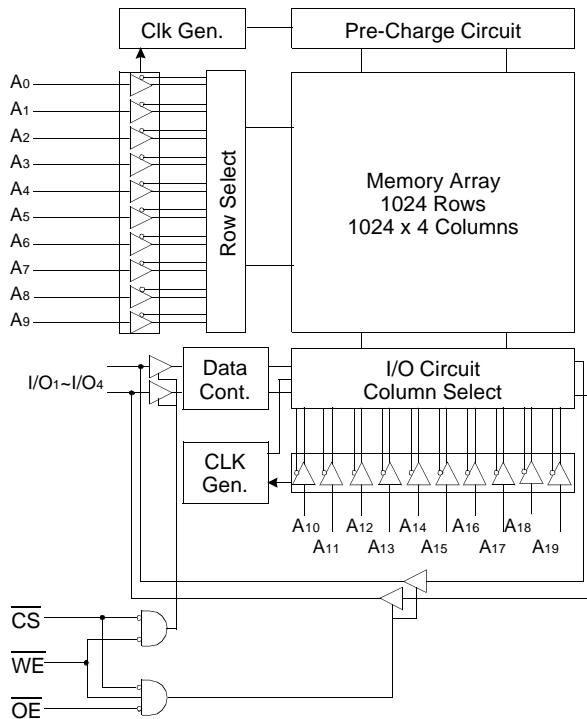 Clk Gen.
Pre-Charge Circuit
A0
A1
A2
A3
A4
A5
A6
A7
A8
A9
Row Select
Memory Array
1024 Rows
1024 x 4 Columns
I/O1~I/O4
Data
Cont.
I/O Circuit
Column Select
CLK
Gen.
A10 A12 A14 A16 A18
A11 A13 A15 A17 A19
CS
WE
OE